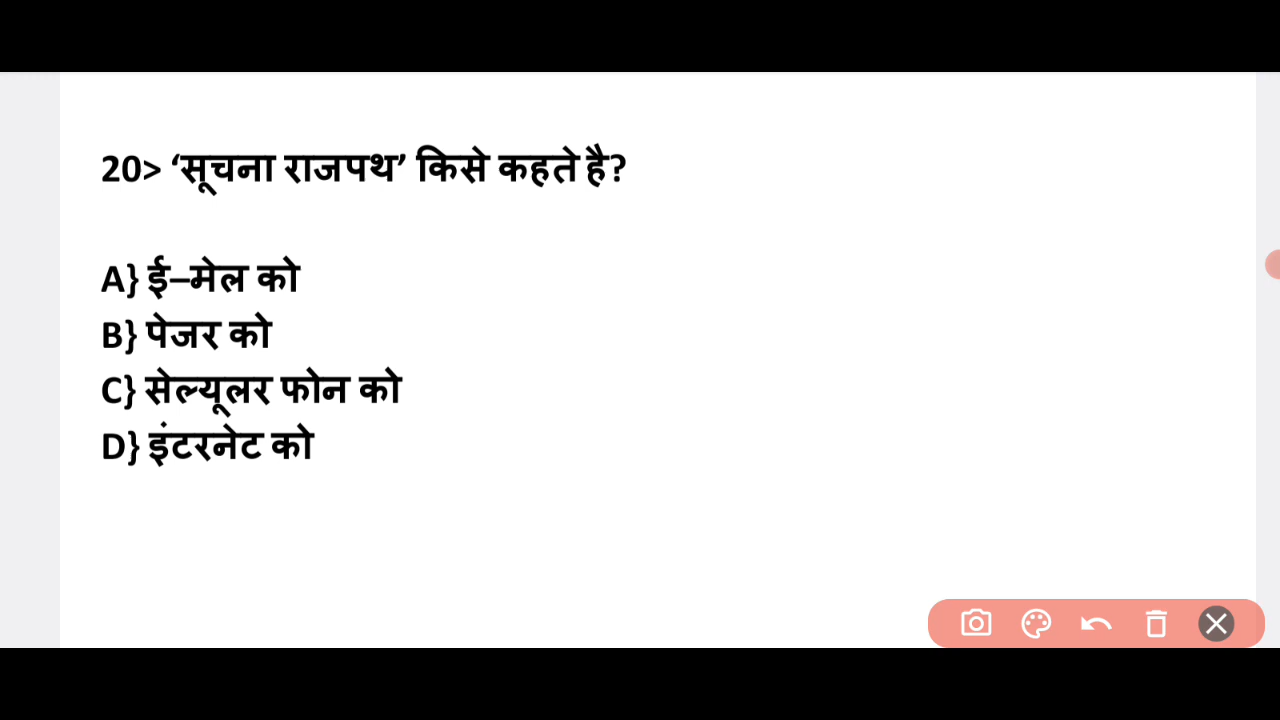 20> ‘सूचना राजपथ’ किसे कहते है?
A} ई–मेल को
B} पेजर को
C} सेल्यूलर फोन को
D} इंटरनेट को